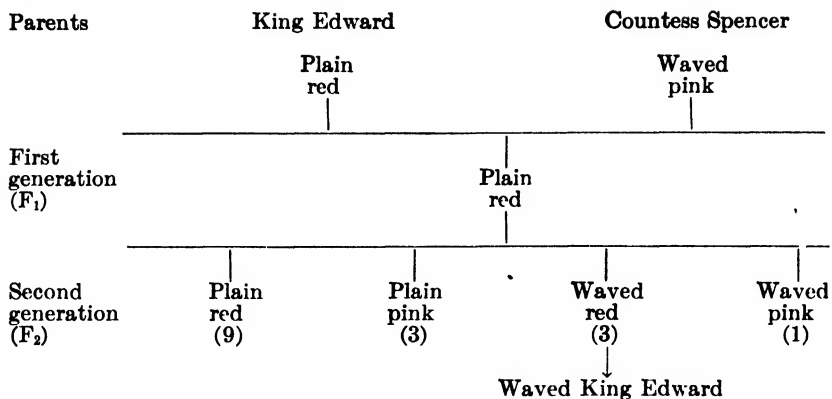 Parents King Edward Countess Spencer
Plain Waved
red pink
First
generation Plain
(F₁) red
Second Plain Plain Waved Waved
generation red pink red pink
(F₂) (9) (3) (3) (1)
Waved King Edward